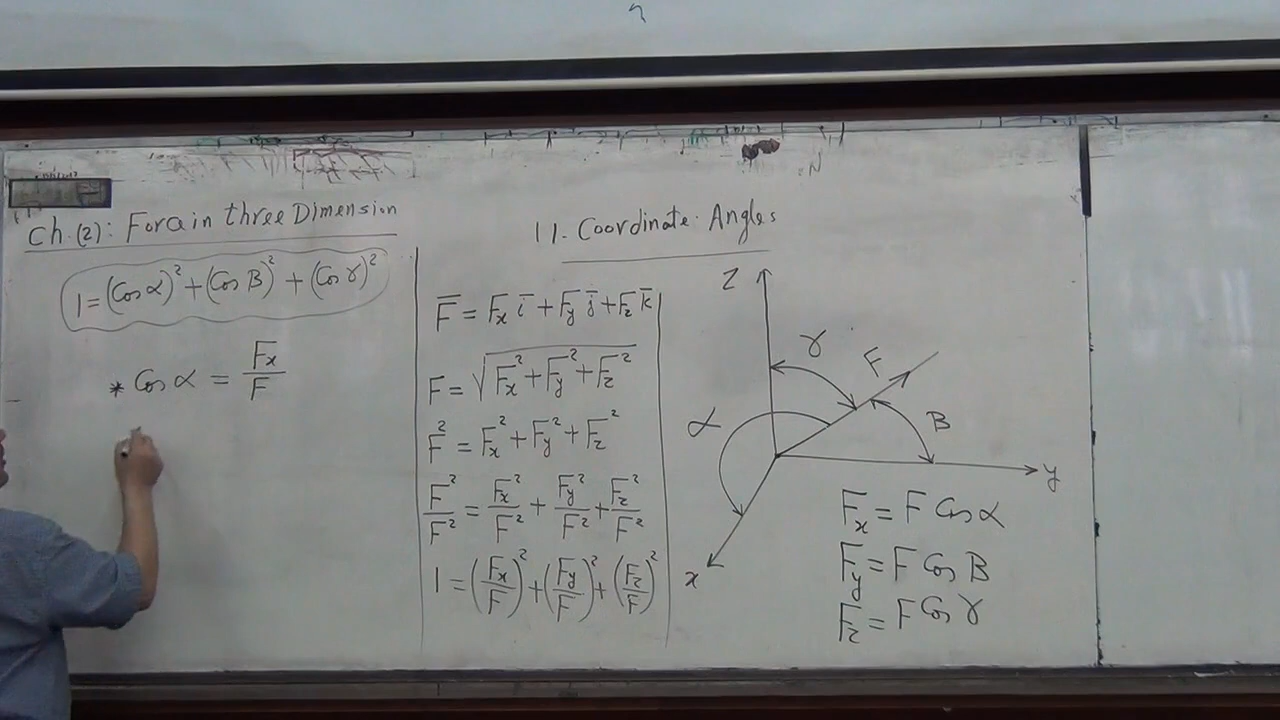 Ch.(2): Force in three Dimension
1 = (Cos α)² + (Cos B)² + (Cos γ)²
* Cos α = Fx/F
11. Coordinate Angles
F̅ = Fx i̅ + Fy j̅ + Fz k̅
F = √(Fx² + Fy² + Fz²)
F² = Fx² + Fy² + Fz²
F²/F² = Fx²/F² + Fy²/F² + Fz²/F²
1 = (Fx/F)² + (Fy/F)² + (Fz/F)²
Z
γ
F
α
B
y
x
Fx = F Cos α
Fy = F Cos B
Fz = F Cos γ